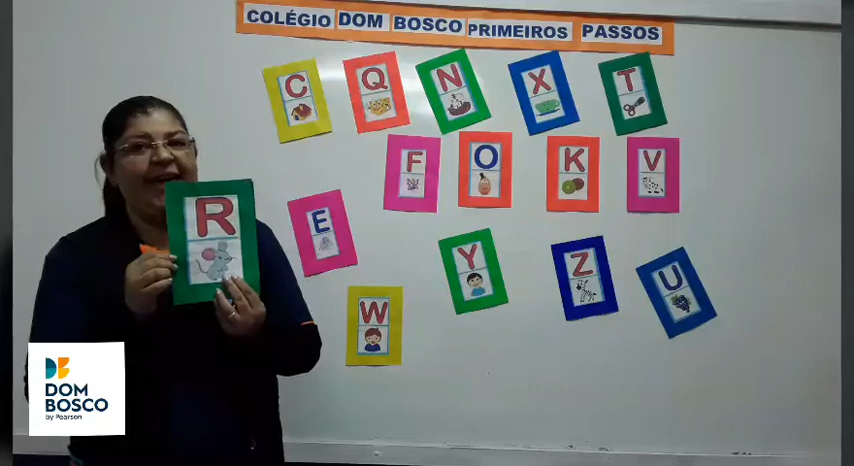 COLÉGIO DOM BOSCO PRIMEIROS PASSOS
C Q N X T
F O K V
R E
Y Z U
W
DOM
BOSCO
by Pearson